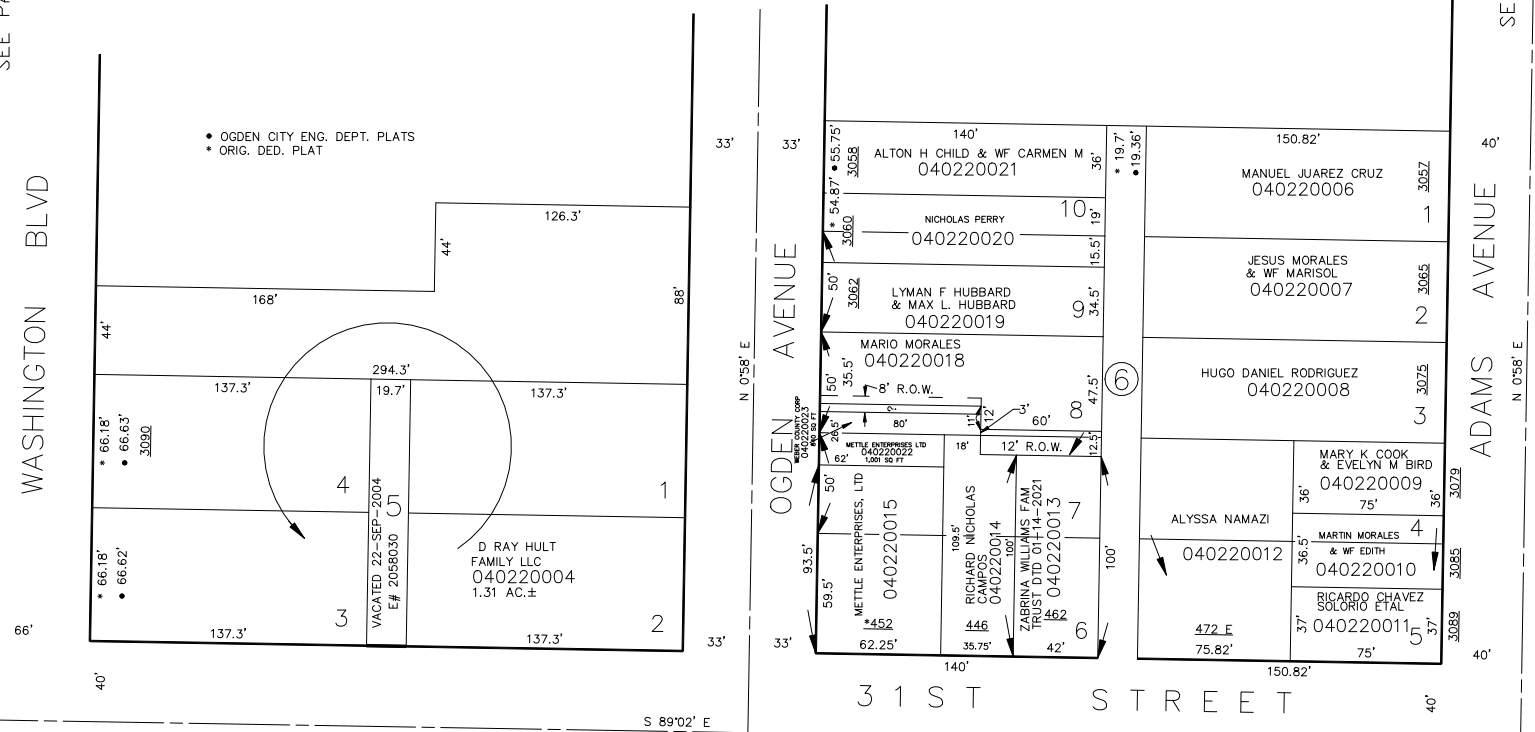 SEE PA
SE
WASHINGTON BLVD
• OGDEN CITY ENG. DEPT. PLATS
* ORIG. DED. PLAT
126.3'
44'
168'
88'
44'
294.3'
137.3'
19.7'
137.3'
* 66.18'
• 66.63'
3090
4
5
1
VACATED 22-SEP-2004
E# 2058030
* 66.18'
• 66.62'
D RAY HULT
FAMILY LLC
040220004
1.31 AC.±
3
2
137.3'
137.3'
66'
40'
S 89°02' E
33'
33'
33'
33'
N 0°58' E
OGDEN AVENUE
* 54.87' • 55.75'
3058
140'
ALTON H CHILD & WF CARMEN M
040220021
36'
10
19'
3060
NICHOLAS PERRY
040220020
15.5'
50'
3062
LYMAN F HUBBARD
& MAX L. HUBBARD
040220019
9
34.5'
MARIO MORALES
040220018
50'
35.5'
8' R.O.W.
?
80'
11'
12'
3'
60'
8
47.5'
WEBER COUNTY CORP
040220023
26.5'
METTLE ENTERPRISES LTD
040220022
1,001 SQ FT
62'
18'
12' R.O.W.
12.5'
50'
93.5'
59.5'
METTLE ENTERPRISES, LTD
040220015
*452
62.25'
109.5'
RICHARD NICHOLAS
CAMPOS
040220014
446
35.75'
100'
ZABRINA WILLIAMS FAM
TRUST DTD 01-14-2021
040220013
462
42'
7
6
100'
140'
* 19.7'
• 19.36'
6
150.82'
40'
MANUEL JUAREZ CRUZ
040220006
3057
1
JESUS MORALES
& WF MARISOL
040220007
3065
2
HUGO DANIEL RODRIGUEZ
040220008
3075
3
MARY K COOK
& EVELYN M BIRD
040220009
36'
75'
36'
3079
ALYSSA NAMAZI
040220012
472 E
75.82'
MARTIN MORALES
& WF EDITH
040220010
36.5'
4
3085
RICARDO CHAVEZ
SOLORIO ETAL
040220011
37'
5
37'
3089
75'
150.82'
40'
40'
ADAMS AVENUE
N 0°58' E
31ST STREET